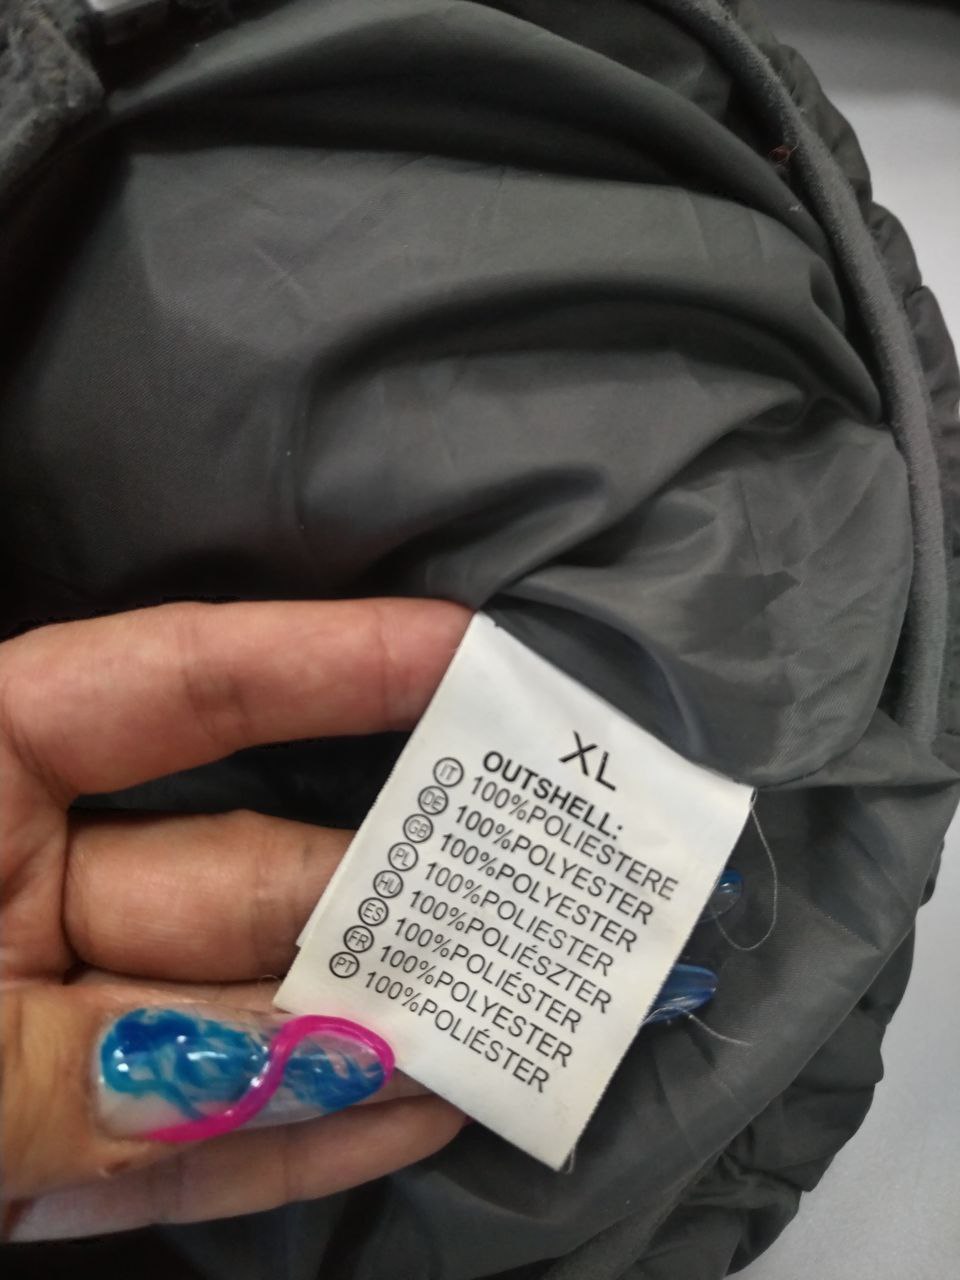 XL
OUTSHELL:
IT 100%POLIESTERE
DE 100%POLYESTER
GB 100%POLYESTER
PL 100%POLIESTER
HU 100%POLIÉSZTER
ES 100%POLIÉSTER
FR 100%POLYESTER
PT 100%POLIÉSTER